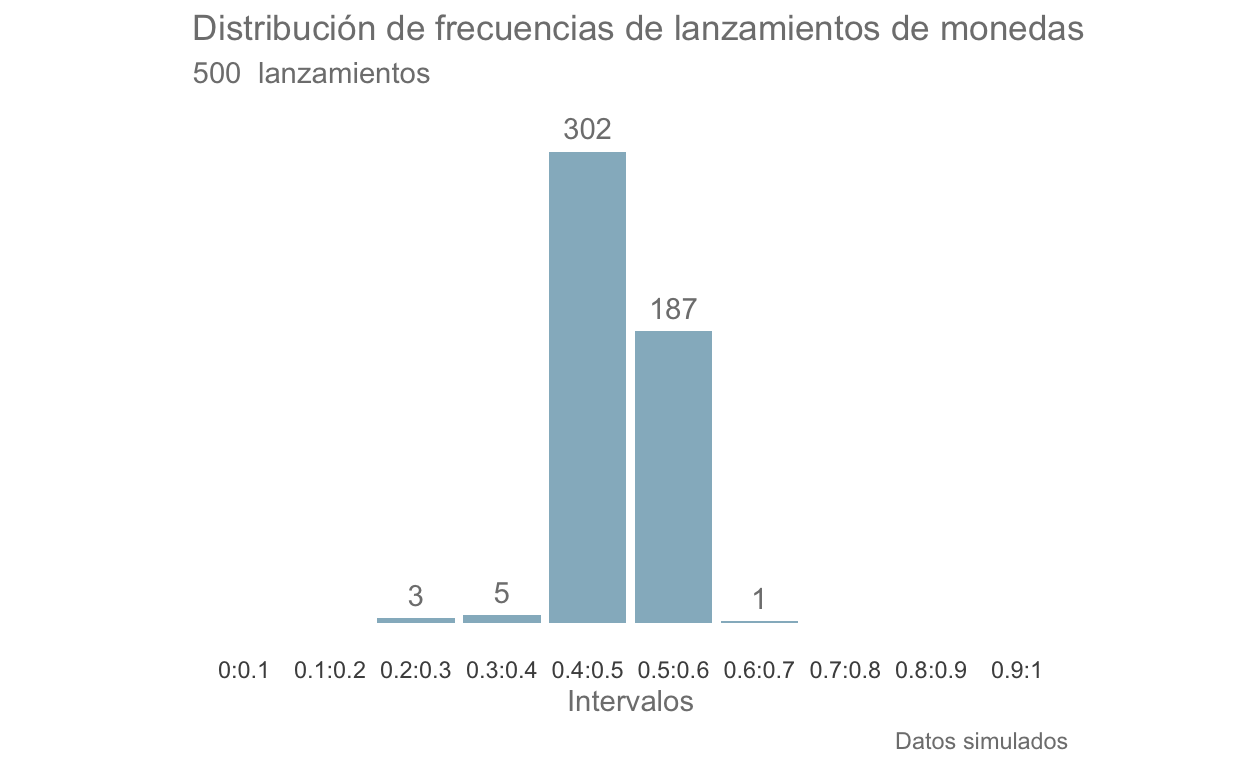 Distribución de frecuencias de lanzamientos de monedas
500 lanzamientos
302
187
3
5
1
0:0.1 0.1:0.2 0.2:0.3 0.3:0.4 0.4:0.5 0.5:0.6 0.6:0.7 0.7:0.8 0.8:0.9 0.9:1
Intervalos
Datos simulados